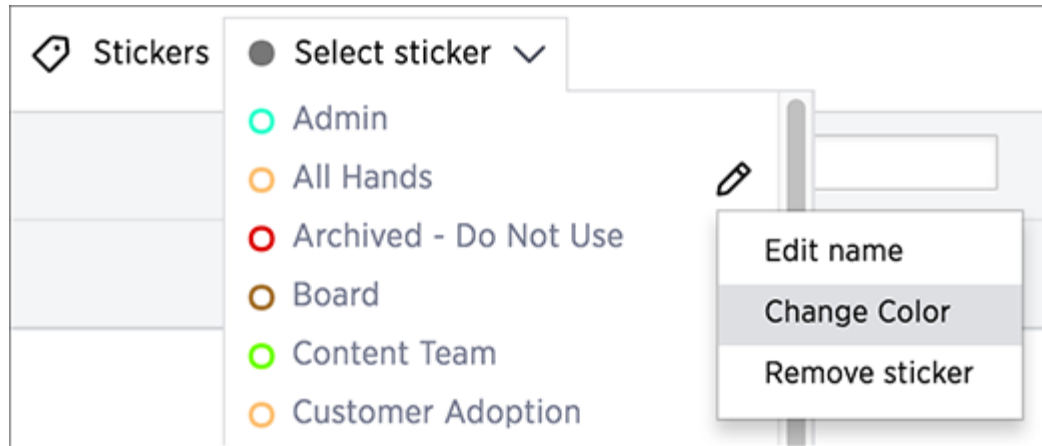 Stickers
Select sticker
Admin
All Hands
Archived - Do Not Use
Board
Content Team
Customer Adoption
Edit name
Change Color
Remove sticker